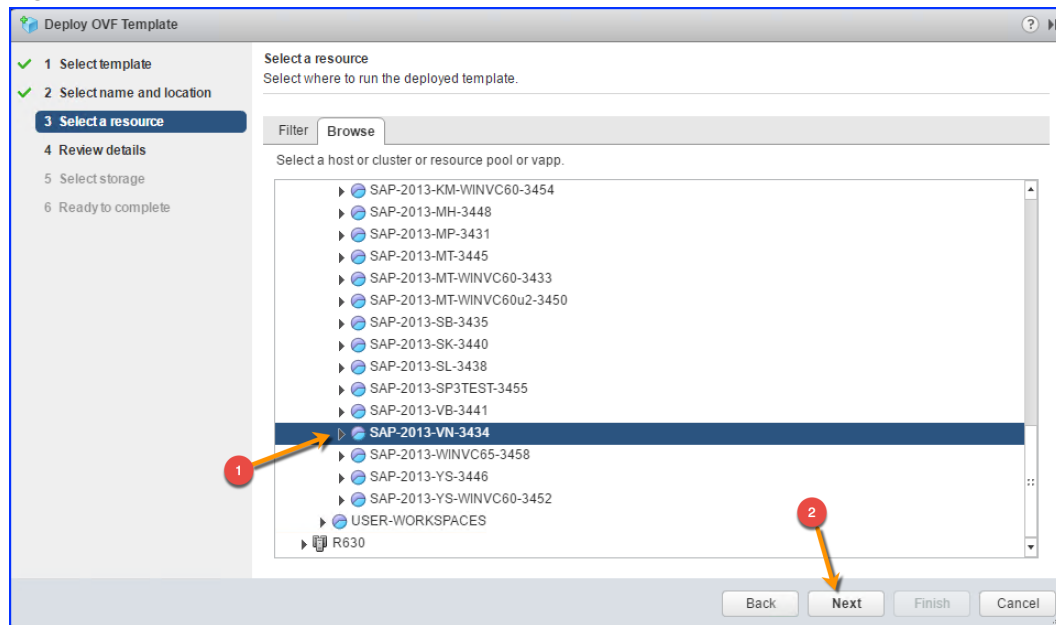 Deploy OVF Template
?
1 Select template
2 Select name and location
3 Select a resource
4 Review details
5 Select storage
6 Ready to complete
Select a resource
Select where to run the deployed template.
Filter Browse
Select a host or cluster or resource pool or vapp.
SAP-2013-KM-WINVC60-3454
SAP-2013-MH-3448
SAP-2013-MP-3431
SAP-2013-MT-3445
SAP-2013-MT-WINVC60-3433
SAP-2013-MT-WINVC60u2-3450
SAP-2013-SB-3435
SAP-2013-SK-3440
SAP-2013-SL-3438
SAP-2013-SP3TEST-3455
SAP-2013-VB-3441
SAP-2013-VN-3434
SAP-2013-WINVC65-3458
SAP-2013-YS-3446
SAP-2013-YS-WINVC60-3452
USER-WORKSPACES
R630
1
2
Back Next Finish Cancel